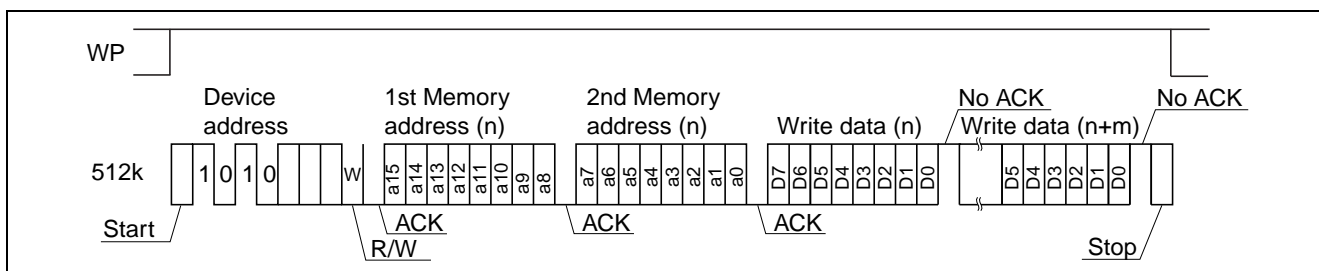 WP
Device
address
1st Memory
address (n)
2nd Memory
address (n)
Write data (n)
No ACK
Write data (n+m)
No ACK
512k
1 0 1 0
W
a15 a14 a13 a12 a11 a10 a9 a8
a7 a6 a5 a4 a3 a2 a1 a0
D7 D6 D5 D4 D3 D2 D1 D0
D5 D4 D3 D2 D1 D0
Start
R/W
ACK
ACK
ACK
Stop